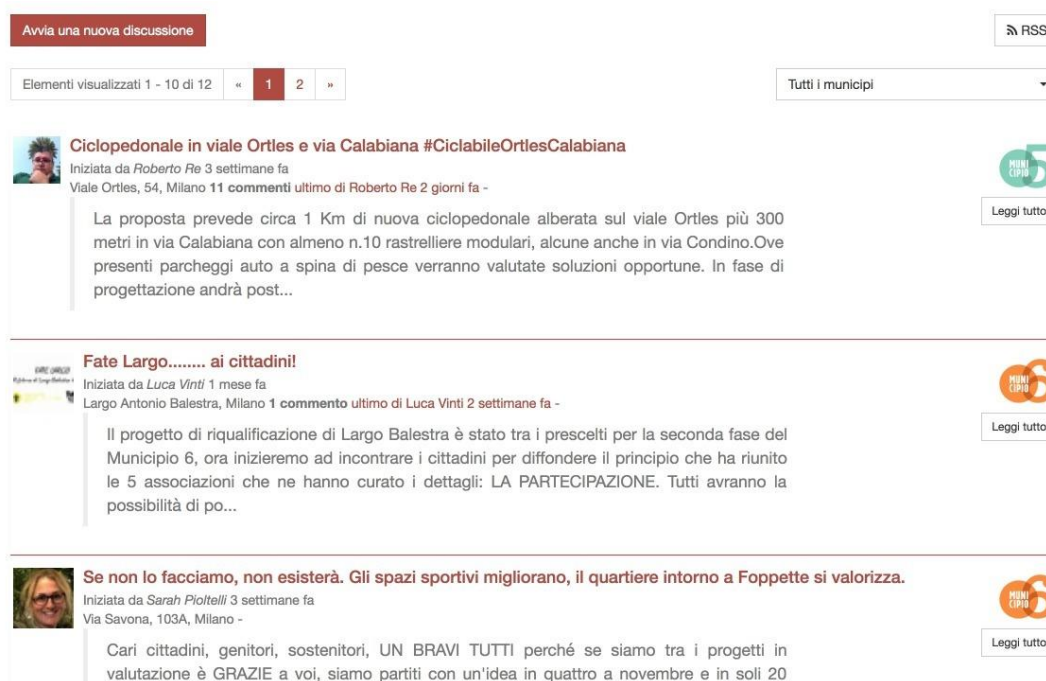 Avvia una nuova discussione
RSS
Elementi visualizzati 1 - 10 di 12 « 1 2 »
Tutti i municipi
Ciclopedonale in viale Ortles e via Calabiana #CiclabileOrtlesCalabiana
Iniziata da Roberto Re 3 settimane fa
Viale Ortles, 54, Milano 11 commenti ultimo di Roberto Re 2 giorni fa -
MUNICIPIO 5
Leggi tutto
La proposta prevede circa 1 Km di nuova ciclopedonale alberata sul viale Ortles più 300
metri in via Calabiana con almeno n.10 rastrelliere modulari, alcune anche in via Condino.Ove
presenti parcheggi auto a spina di pesce verranno valutate soluzioni opportune. In fase di
progettazione andrà post...
Fate Largo........ ai cittadini!
Iniziata da Luca Vinti 1 mese fa
Largo Antonio Balestra, Milano 1 commento ultimo di Luca Vinti 2 settimane fa -
MUNICIPIO 6
Leggi tutto
Il progetto di riqualificazione di Largo Balestra è stato tra i prescelti per la seconda fase del
Municipio 6, ora inizieremo ad incontrare i cittadini per diffondere il principio che ha riunito
le 5 associazioni che ne hanno curato i dettagli: LA PARTECIPAZIONE. Tutti avranno la
possibilità di po...
Se non lo facciamo, non esisterà. Gli spazi sportivi migliorano, il quartiere intorno a Foppette si valorizza.
Iniziata da Sarah Pioltelli 3 settimane fa
Via Savona, 103A, Milano -
MUNICIPIO 6
Leggi tutto
Cari cittadini, genitori, sostenitori, UN BRAVI TUTTI perché se siamo tra i progetti in
valutazione è GRAZIE a voi, siamo partiti con un'idea in quattro a novembre e in soli 20